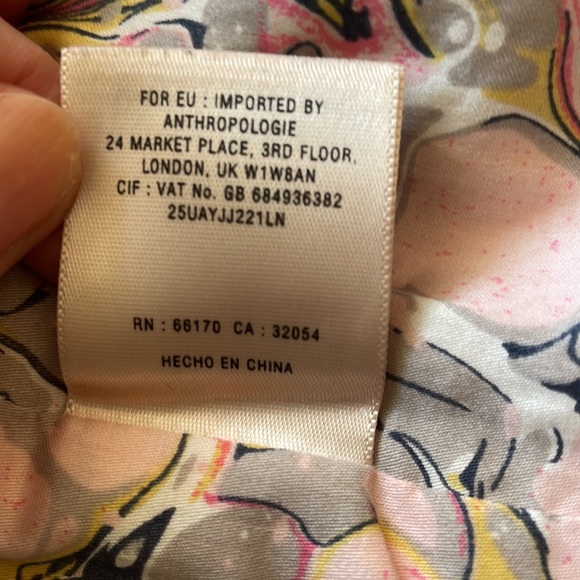 FOR EU : IMPORTED BY
ANTHROPOLOGIE
24 MARKET PLACE, 3RD FLOOR,
LONDON, UK W1W8AN
CIF : VAT No. GB 684936382
25UAYJJ221LN
RN : 66170 CA : 32054
HECHO EN CHINA